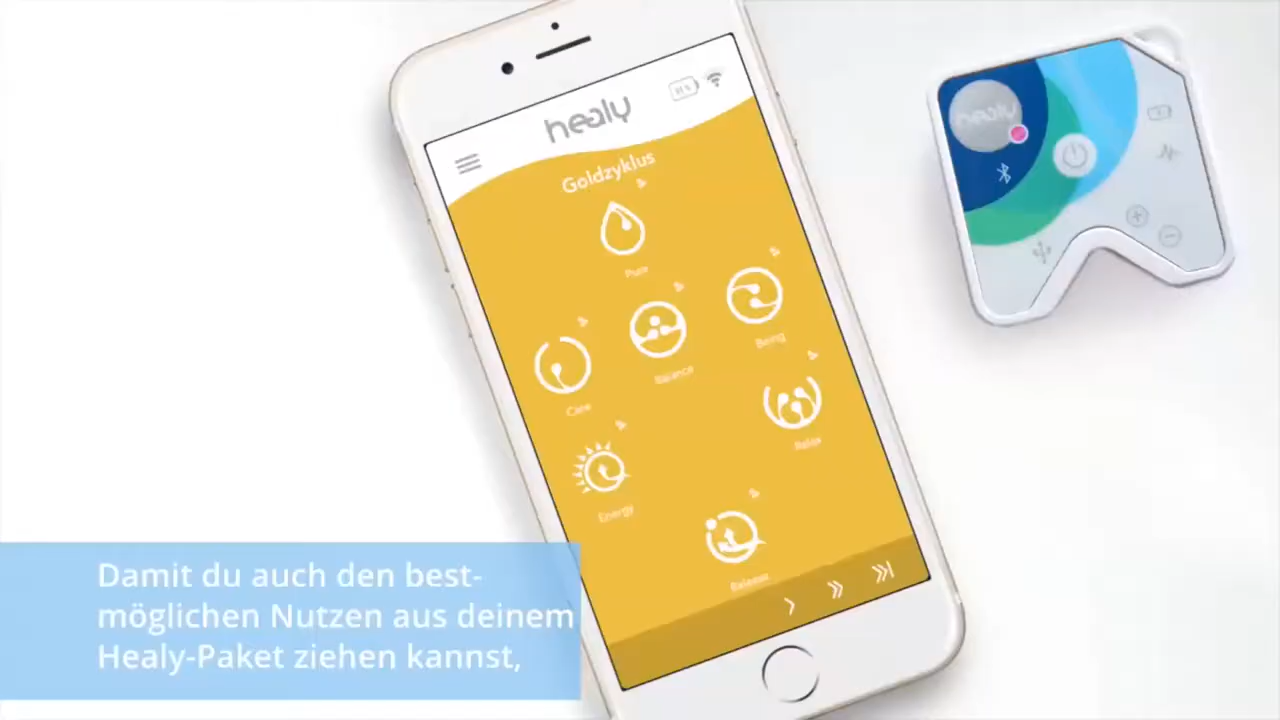 healy
Goldzyklus
Pure
Being
Balance
Care
Relax
Energy
Release
healy
Damit du auch den best-
möglichen Nutzen aus deinem
Healy-Paket ziehen kannst,